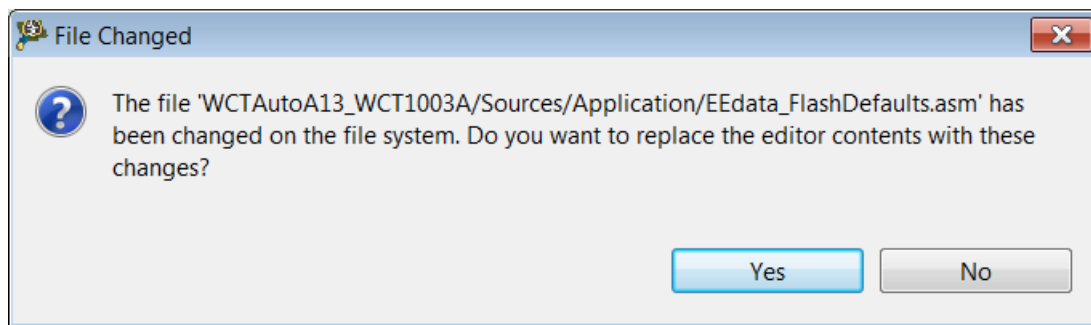 File Changed
The file 'WCTAutoA13_WCT1003A/Sources/Application/EEdata_FlashDefaults.asm' has
been changed on the file system. Do you want to replace the editor contents with these
changes?
Yes
No